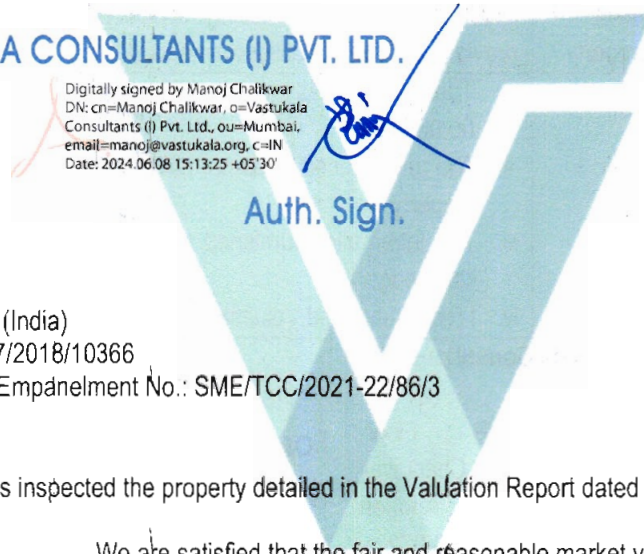 A CONSULTANTS (I) PVT. LTD.
Digitally signed by Manoj Chalikwar
DN: cn=Manoj Chalikwar, o=Vastukala
Consultants (I) Pvt. Ltd., ou=Mumbai,
email=manoj@vastukala.org, c=IN
Date: 2024.06.08 15:13:25 +05'30'
Auth. Sign.
(India)
7/2018/10366
Empanelment No.: SME/TCC/2021-22/86/3
s inspected the property detailed in the Valuation Report dated
We are satisfied that the fair and reasonable market v